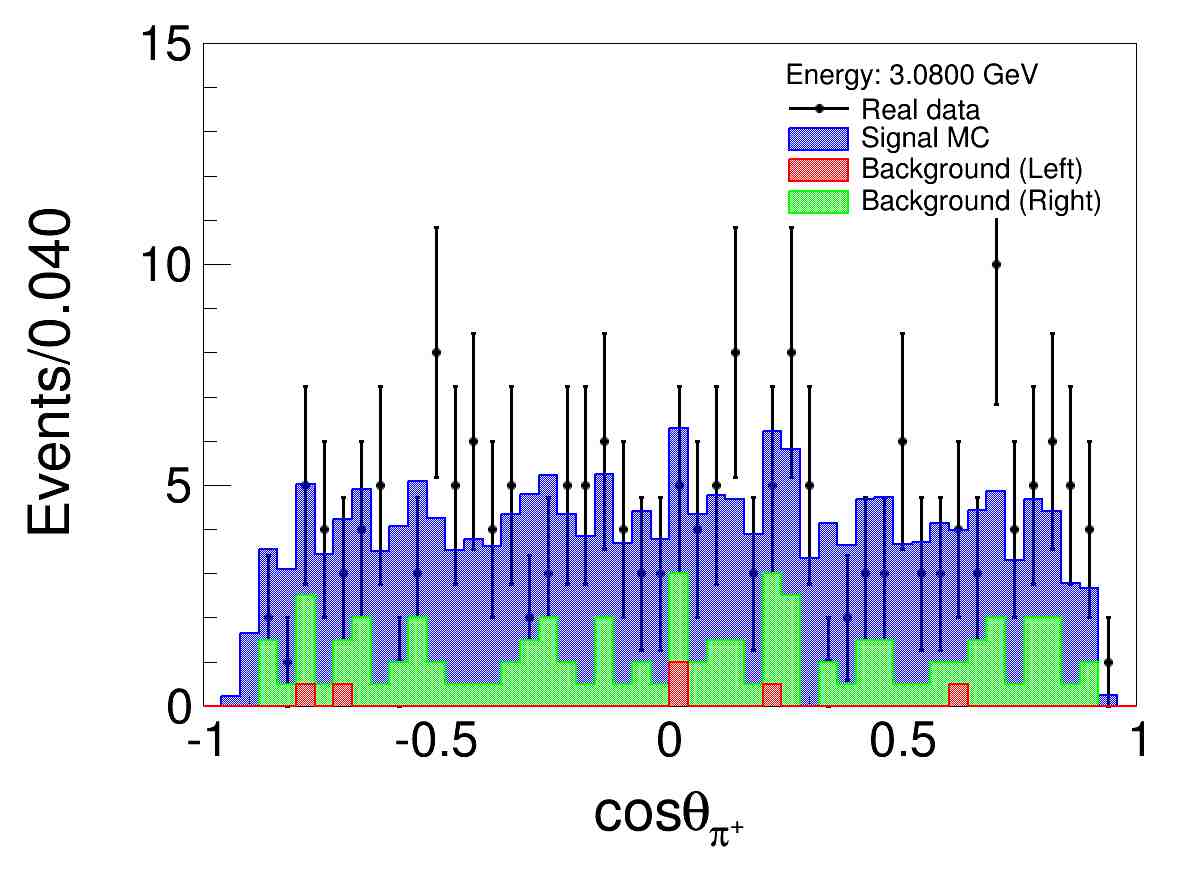 15
10
5
0
Events/0.040
Energy: 3.0800 GeV
Real data
Signal MC
Background (Left)
Background (Right)
-1
-0.5
0
0.5
1
cosθπ+